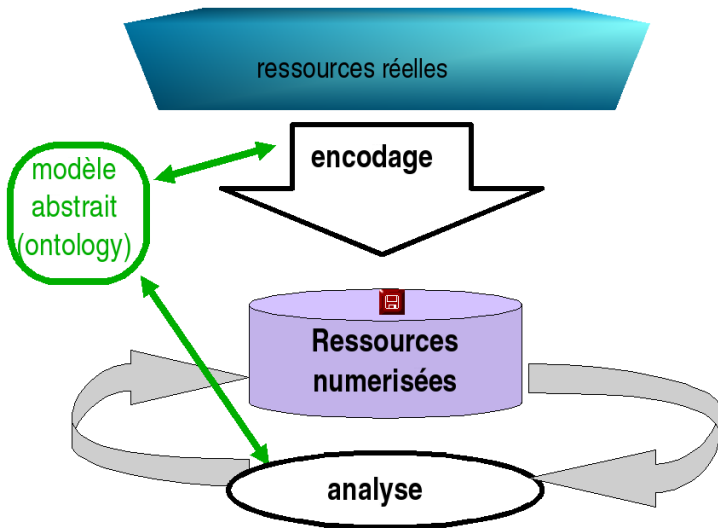 ressources réelles
encodage
modèle
abstrait
(ontology)
Ressources
numerisées
analyse